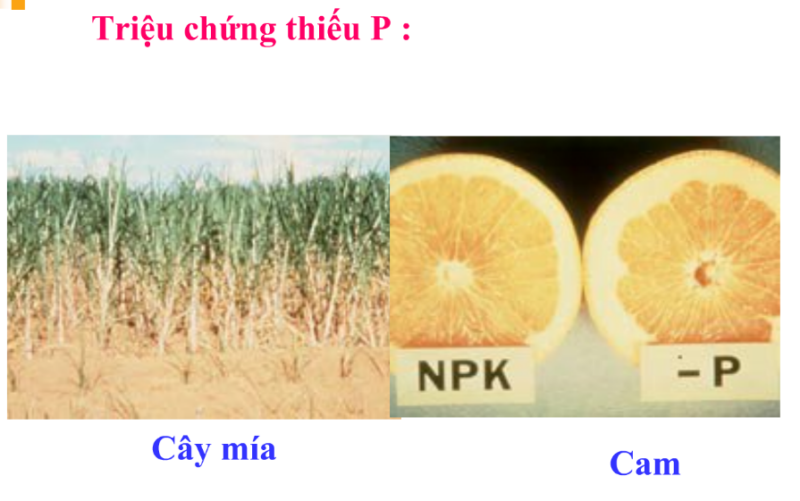 Triệu chứng thiếu P :
NPK
– P
Cây mía
Cam